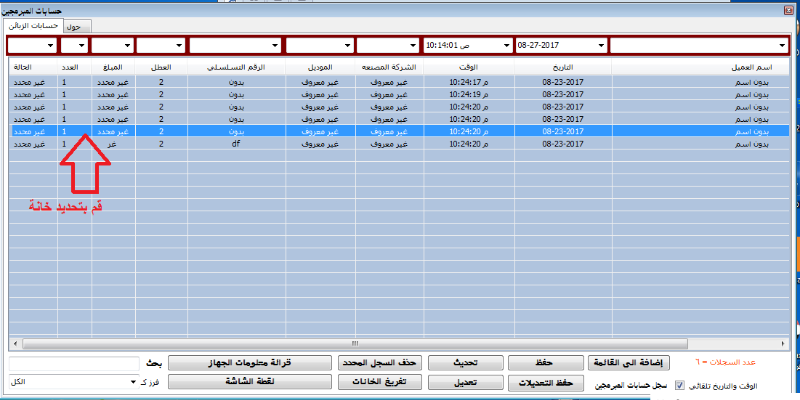 حسابات المبرمجين
حسابات الزبائن حول
ص 10:14:01 08-27-2017
اسم العميل التاريخ الوقت الشركة المصنعه الموديل الرقم التسلسلي العطل المبلغ العدد الحالة
بدون اسم 08-23-2017 م 10:24:17 غير معروف غير معروف بدون 2 غير محدد 1 غير محدد
بدون اسم 08-23-2017 م 10:24:19 غير معروف غير معروف بدون 2 غير محدد 1 غير محدد
بدون اسم 08-23-2017 م 10:24:20 غير معروف غير معروف بدون 2 غير محدد 1 غير محدد
بدون اسم 08-23-2017 م 10:24:20 غير معروف غير معروف بدون 2 غير محدد 1 غير محدد
بدون اسم 08-23-2017 م 10:24:20 غير معروف غير معروف بدون 2 غير محدد 1 غير محدد
بدون اسم 08-23-2017 م 10:24:20 غير معروف غير معروف df 2 غر 1 غير محدد
قم بتحديد خانة
عدد السجلات = ٦ إضافة الى القائمة حفظ تحديث حذف السجل المحدد قرالة معلومات الجهاز بحث
الوقت والتاريخ تلقائي سجل حسابات المبرمجين حفظ التعديلات تعديل تفريغ الخانات لقطة الشاشة فرز كـ الكل